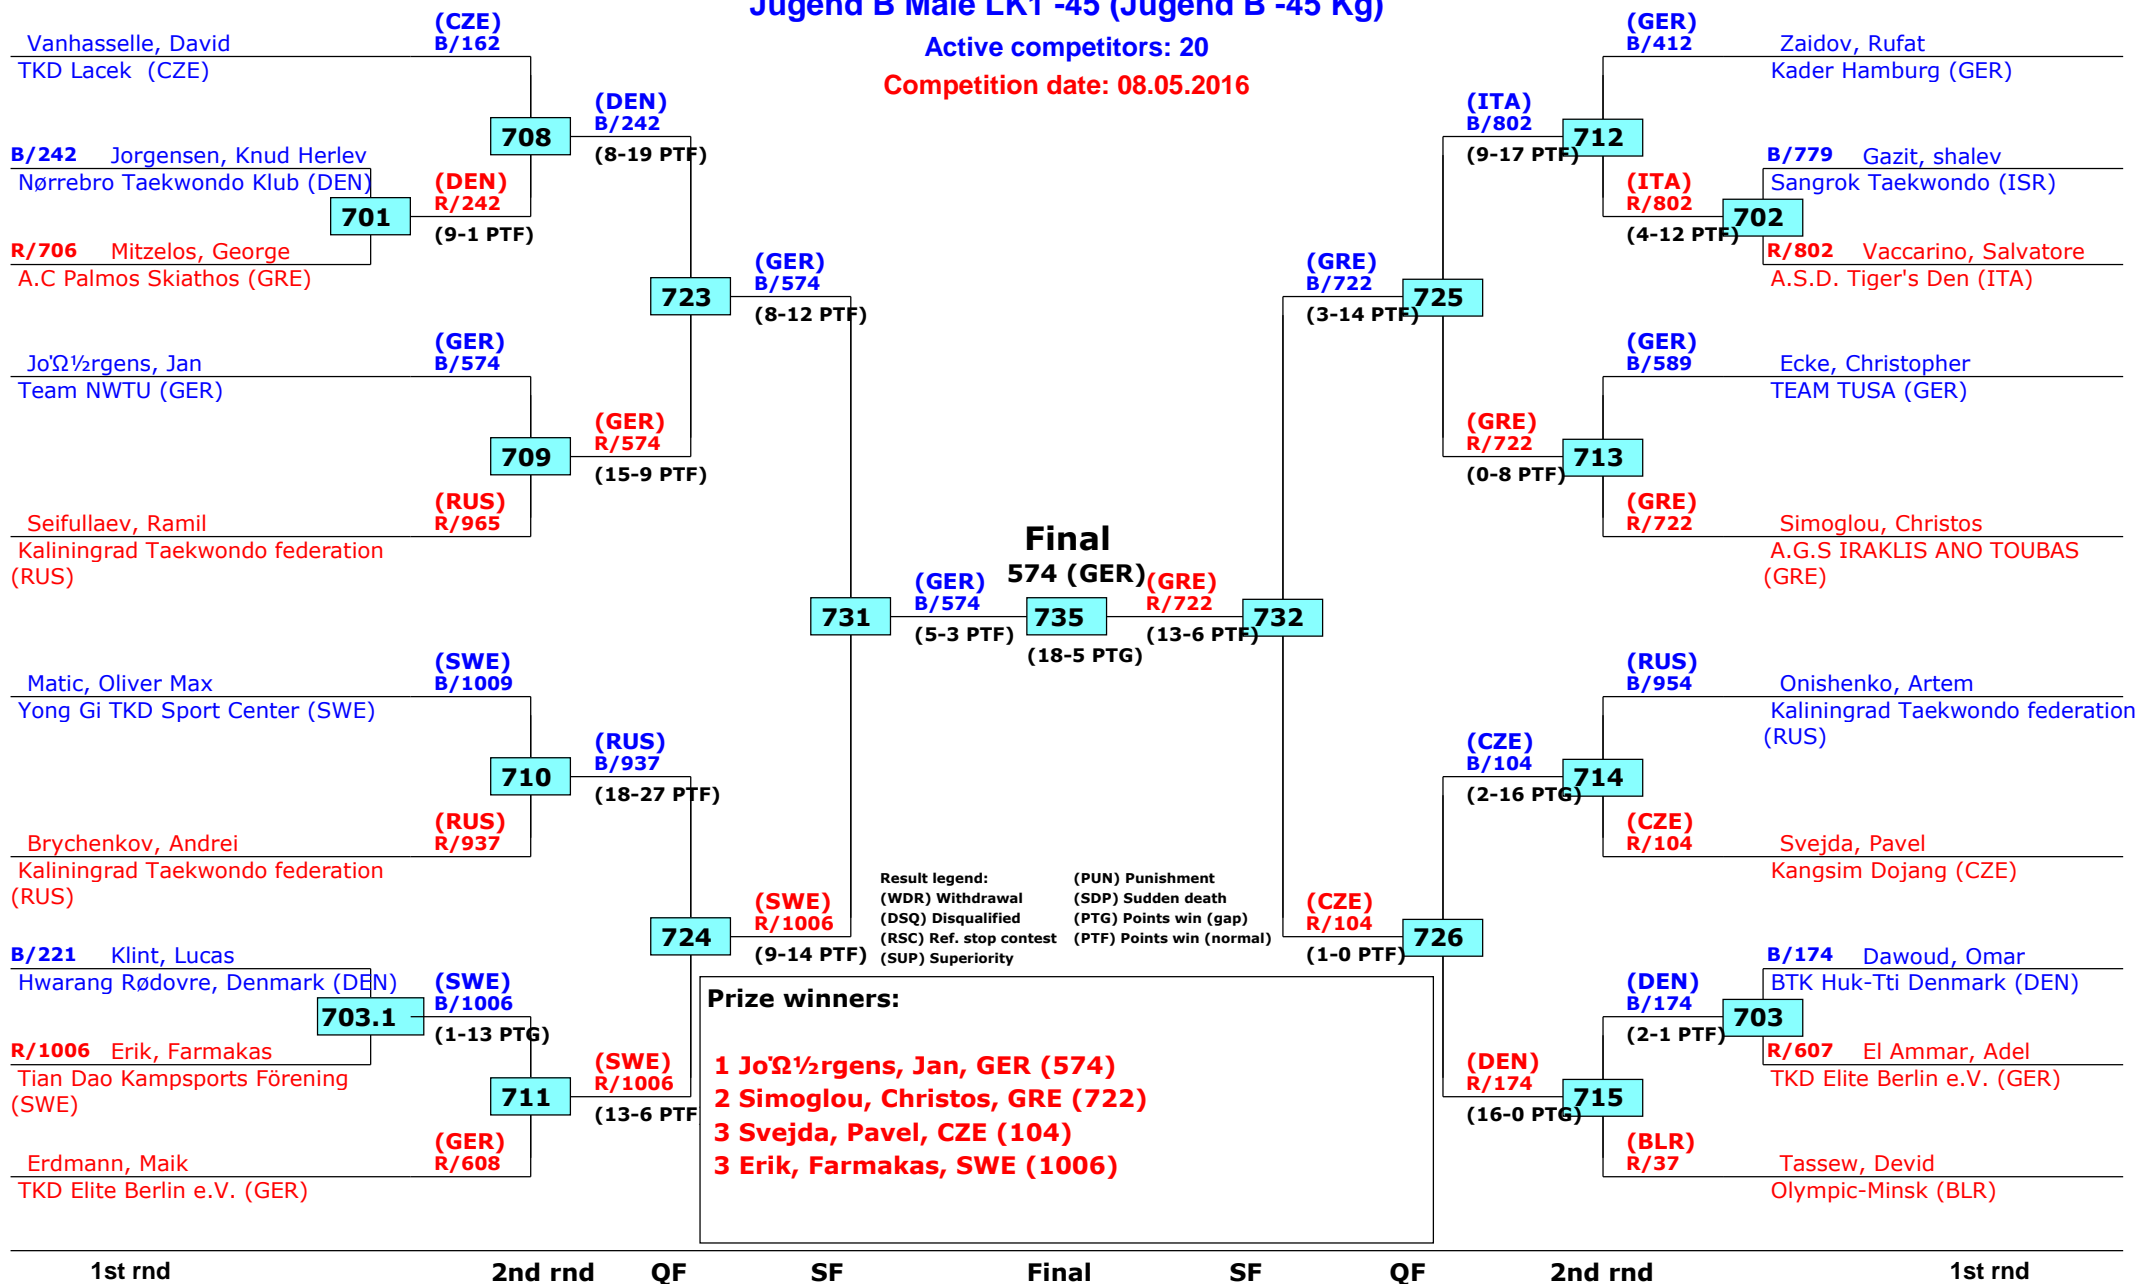 Jugend B Male LK1 -45 (Jugend B -45 Kg)
Active competitors: 20
Competition date: 08.05.2016
Vanhasselle, David
TKD Lacek (CZE)
(CZE)
B/162
B/242 Jorgensen, Knud Herlev
Nørrebro Taekwondo Klub (DEN)
701
R/706 Mitzelos, George
A.C Palmos Skiathos (GRE)
(DEN)
R/242
(9-1 PTF)
708
(DEN)
B/242
(8-19 PTF)
Jo'Ω½rgens, Jan
Team NWTU (GER)
(GER)
B/574
709
(GER)
R/574
(15-9 PTF)
Seifullaev, Ramil
Kaliningrad Taekwondo federation
(RUS)
(RUS)
R/965
723
(GER)
B/574
(8-12 PTF)
Matic, Oliver Max
Yong Gi TKD Sport Center (SWE)
(SWE)
B/1009
710
(RUS)
B/937
(18-27 PTF)
Brychenkov, Andrei
Kaliningrad Taekwondo federation
(RUS)
(RUS)
R/937
B/221 Klint, Lucas
Hwarang Rødovre, Denmark (DEN)
703.1
R/1006 Erik, Farmakas
Tian Dao Kampsports Förening
(SWE)
(SWE)
B/1006
(1-13 PTG)
711
(SWE)
R/1006
(13-6 PTF
Erdmann, Maik
TKD Elite Berlin e.V. (GER)
(GER)
R/608
724
(SWE)
R/1006
(9-14 PTF)
731
(GER)
B/574
(5-3 PTF)
Final
574 (GER)
735
(18-5 PTG)
(GRE)
R/722
(13-6 PTF)
732
(GRE)
B/722
(3-14 PTF)
725
(ITA)
B/802
(9-17 PTF)
712
(GER)
B/412
Zaidov, Rufat
Kader Hamburg (GER)
B/779 Gazit, shalev
Sangrok Taekwondo (ISR)
(ITA)
R/802
(4-12 PTF)
702
R/802 Vaccarino, Salvatore
A.S.D. Tiger's Den (ITA)
(GER)
B/589
Ecke, Christopher
TEAM TUSA (GER)
(GRE)
R/722
(0-8 PTF)
713
(GRE)
R/722
Simoglou, Christos
A.G.S IRAKLIS ANO TOUBAS
(GRE)
(RUS)
B/954
Onishenko, Artem
Kaliningrad Taekwondo federation
(RUS)
(CZE)
B/104
(2-16 PTG)
714
(CZE)
R/104
Svejda, Pavel
Kangsim Dojang (CZE)
(CZE)
R/104
(1-0 PTF)
726
B/174 Dawoud, Omar
BTK Huk-Tti Denmark (DEN)
(DEN)
B/174
(2-1 PTF)
703
R/607 El Ammar, Adel
TKD Elite Berlin e.V. (GER)
(DEN)
R/174
(16-0 PTG)
715
(BLR)
R/37
Tassew, Devid
Olympic-Minsk (BLR)
Result legend: (PUN) Punishment
(WDR) Withdrawal (SDP) Sudden death
(DSQ) Disqualified (PTG) Points win (gap)
(RSC) Ref. stop contest (PTF) Points win (normal)
(SUP) Superiority
Prize winners:
1 Jo'Ω½rgens, Jan, GER (574)
2 Simoglou, Christos, GRE (722)
3 Svejda, Pavel, CZE (104)
3 Erik, Farmakas, SWE (1006)
1st rnd 2nd rnd QF SF Final SF QF 2nd rnd 1st rnd